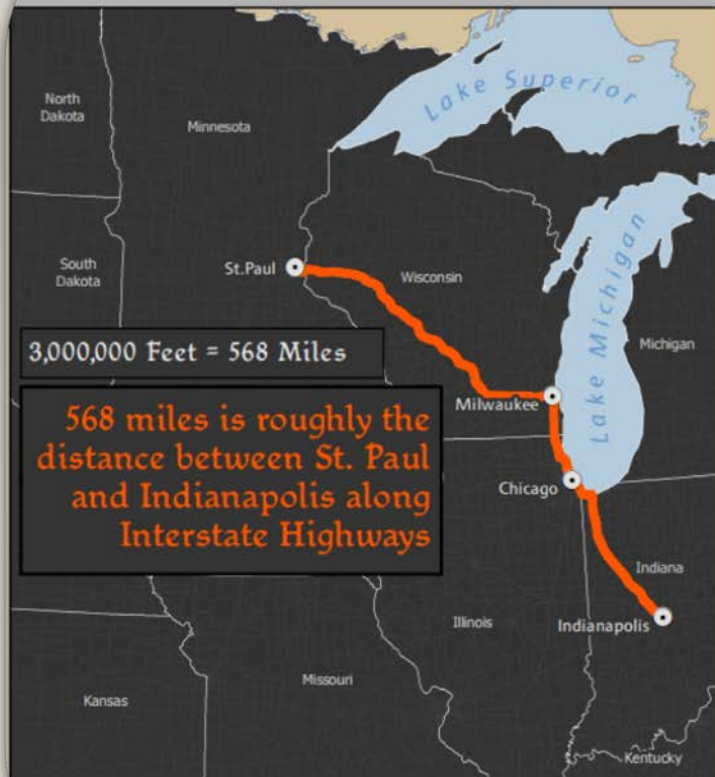 Lake Superior
North
Dakota
Minnesota
South
Dakota
St.Paul
Wisconsin
Lake Michigan
Michigan
3,000,000 Feet = 568 Miles
Milwaukee
568 miles is roughly the
distance between St. Paul
and Indianapolis along
Interstate Highways
Chicago
Indiana
Illinois
Indianapolis
Missouri
Kansas
Kentucky